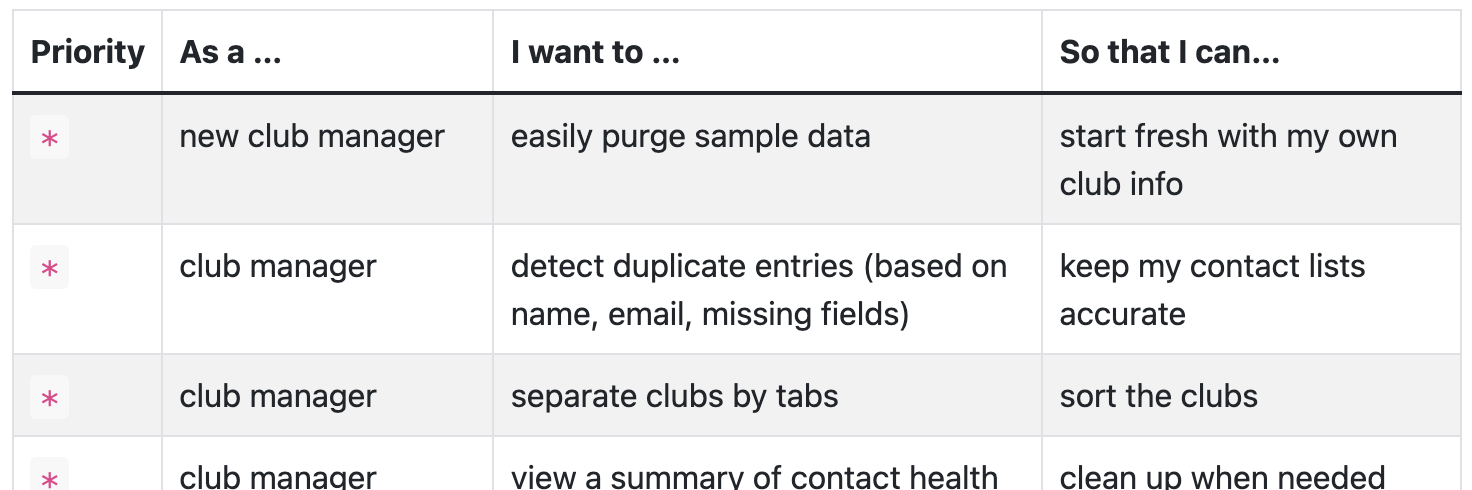 Priority As a ... I want to ... So that I can...
* new club manager easily purge sample data start fresh with my own
club info
* club manager detect duplicate entries (based on keep my contact lists
name, email, missing fields) accurate
* club manager separate clubs by tabs sort the clubs
* club manager view a summary of contact health clean up when needed